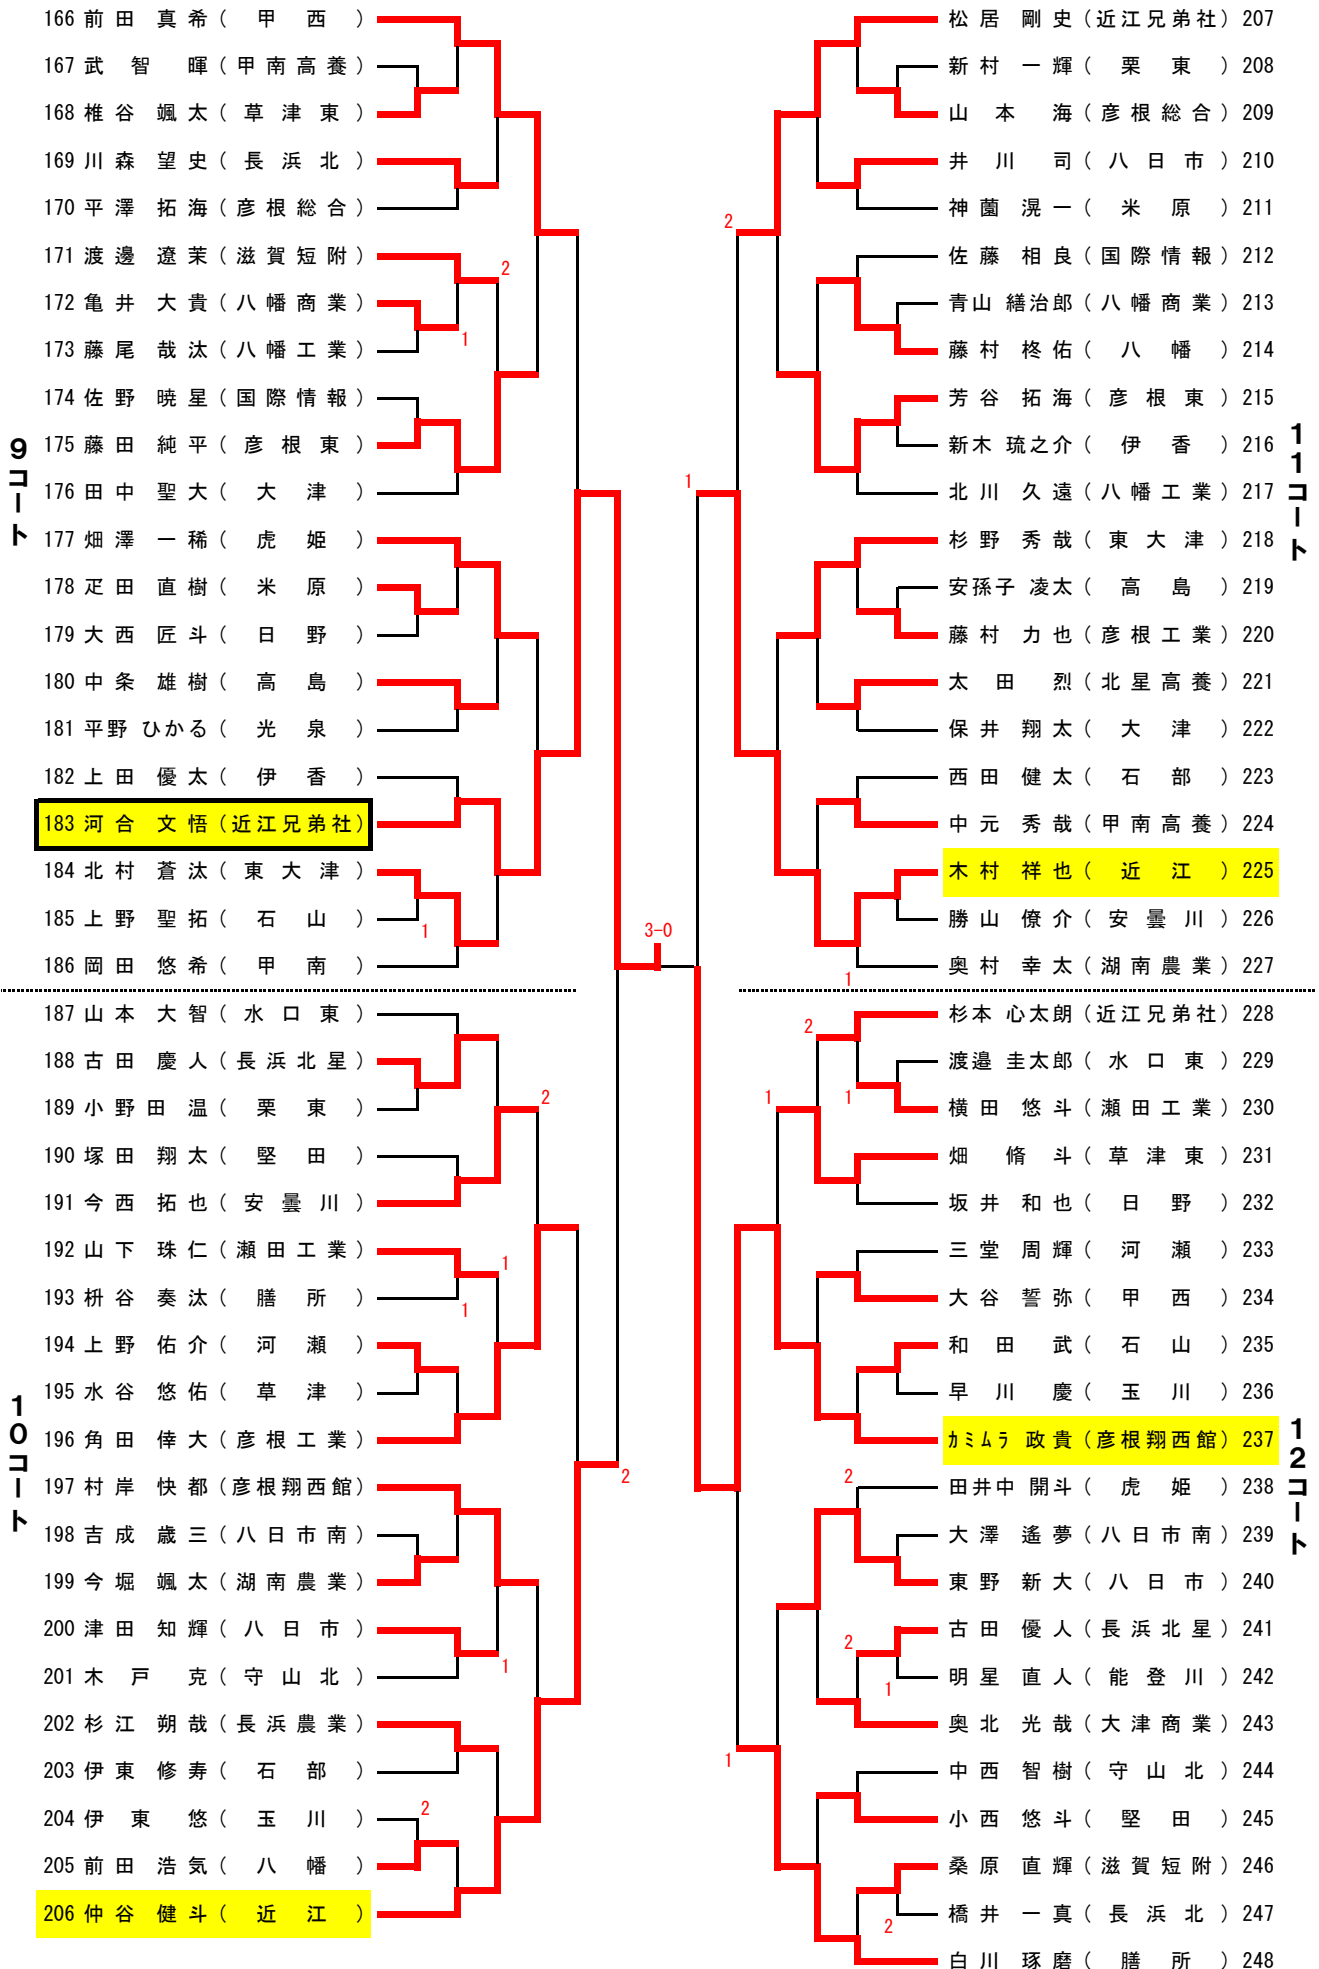 166 前田 真希（甲西）
167 武智 暉（甲南高養）
168 椎谷 颯太（草津東）
169 川森 望史（長浜北）
170 平澤 拓海（彦根総合）
171 渡邊 遼茉（滋賀短附）
2
172 亀井 大貴（八幡商業）
1
173 藤尾 哉汰（八幡工業）
174 佐野 暁星（国際情報）
175 藤田 純平（彦根東）
176 田中 聖大（大津）
9コート
177 畑澤 一稀（虎姫）
178 疋田 直樹（米原）
179 大西 匠斗（日野）
180 中条 雄樹（高島）
181 平野 ひかる（光泉）
182 上田 優太（伊香）
183 河合 文悟（近江兄弟社）
184 北村 蒼汰（東大津）
185 上野 聖拓（石山）
1
186 岡田 悠希（甲南）
187 山本 大智（水口東）
188 古田 慶人（長浜北星）
189 小野田 温（栗東）
2
190 塚田 翔太（堅田）
191 今西 拓也（安曇川）
192 山下 珠仁（瀬田工業）
1
193 枡谷 奏汰（膳所）
1
194 上野 佑介（河瀬）
195 水谷 悠佑（草津）
196 角田 倖大（彦根工業）
10コート
197 村岸 快都（彦根翔西館）
2
198 吉成 歳三（八日市南）
199 今堀 颯太（湖南農業）
200 津田 知輝（八日市）
1
201 木戸 克（守山北）
202 杉江 朔哉（長浜農業）
203 伊東 修寿（石部）
204 伊東 悠（玉川）
2
205 前田 浩気（八幡）
206 仲谷 健斗（近江）
3-0
松居 剛史（近江兄弟社）207
新村 一輝（栗東）208
山本 海（彦根総合）209
井川 司（八日市）210
神薗 滉一（米原）211
2
佐藤 相良（国際情報）212
青山 繕治郎（八幡商業）213
藤村 柊佑（八幡）214
芳谷 拓海（彦根東）215
新木 琉之介（伊香）216
北川 久遠（八幡工業）217
1
11コート
杉野 秀哉（東大津）218
安孫子 凌太（高島）219
藤村 力也（彦根工業）220
太田 烈（北星高養）221
保井 翔太（大津）222
西田 健太（石部）223
中元 秀哉（甲南高養）224
木村 祥也（近江）225
勝山 僚介（安曇川）226
奥村 幸太（湖南農業）227
1
杉本 心太朗（近江兄弟社）228
2
渡邉 圭太郎（水口東）229
横田 悠斗（瀬田工業）230
1
1
畑 脩斗（草津東）231
坂井 和也（日野）232
三堂 周輝（河瀬）233
大谷 誓弥（甲西）234
和田 武（石山）235
早川 慶（玉川）236
ｶﾐﾑﾗ 政貴（彦根翔西館）237
12コート
田井中 開斗（虎姫）238
2
大澤 遙夢（八日市南）239
東野 新大（八日市）240
古田 優人（長浜北星）241
2
明星 直人（能登川）242
1
奥北 光哉（大津商業）243
中西 智樹（守山北）244
1
小西 悠斗（堅田）245
桑原 直輝（滋賀短附）246
橋井 一真（長浜北）247
2
白川 琢磨（膳所）248